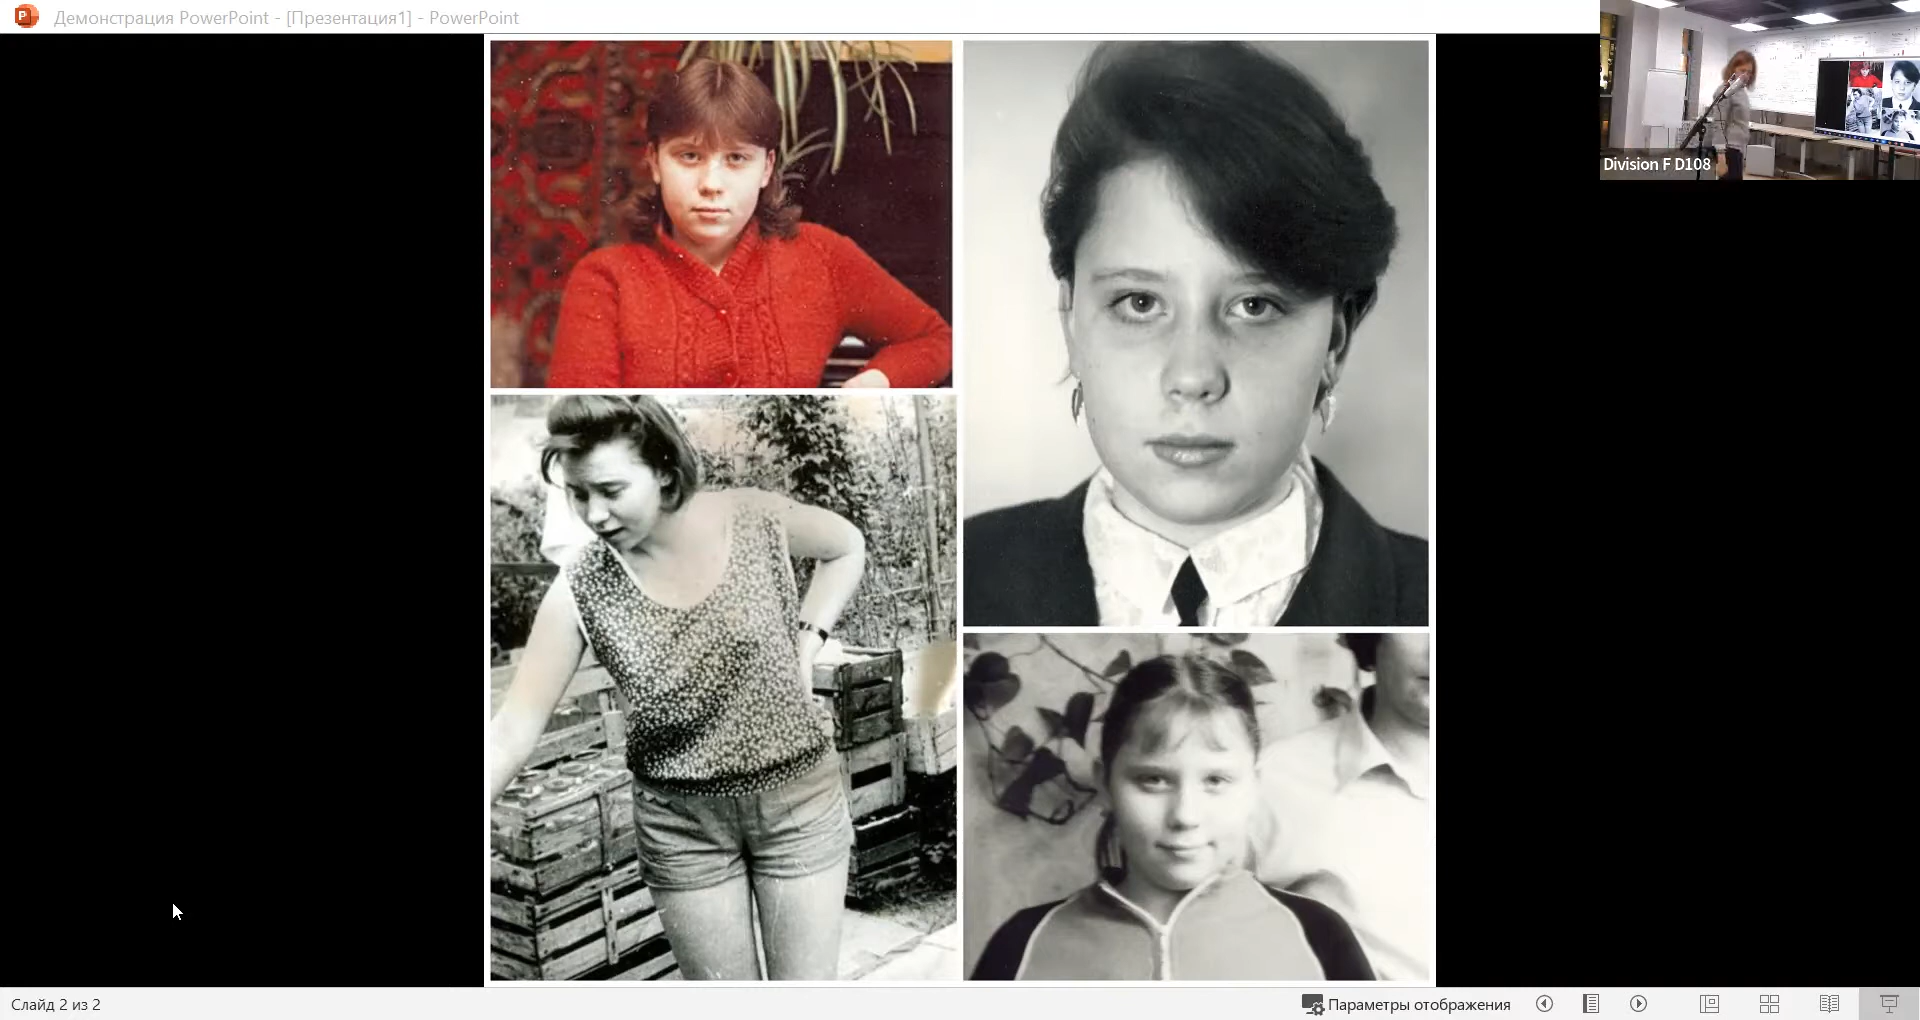 Демонстрация PowerPoint - [Презентация1] - PowerPoint
Division F D108
Слайд 2 из 2
Параметры отображения